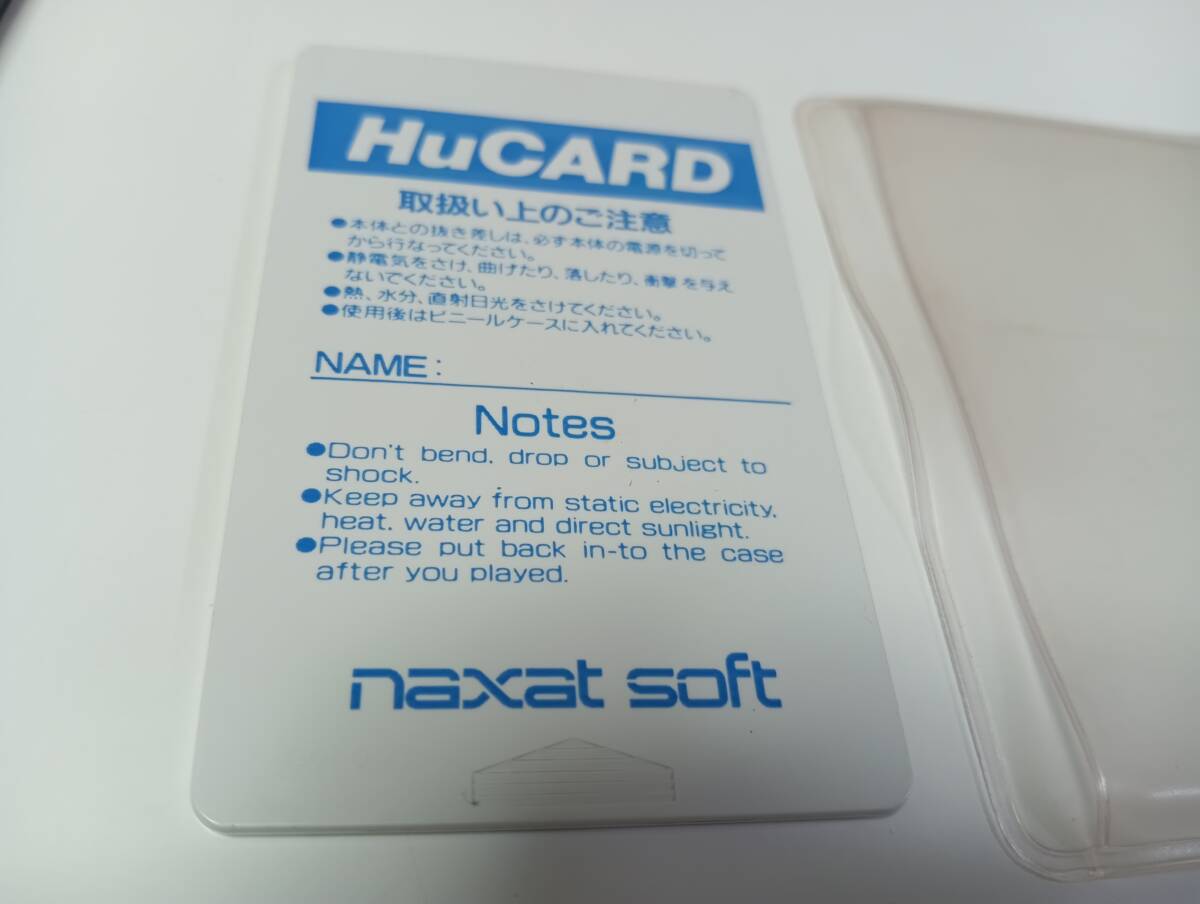 HuCARD
取扱い上のご注意
●本体との抜き差しは、必ず本体の電源を切って
から行なってください。
●静電気をさけ、曲げたり、落したり、衝撃を与え
ないでください。
●熱、水分、直射日光をさけてください。
●使用後はビニールケースに入れてください。
NAME:
Notes
●Don't bend, drop or subject to
shock.
●Keep away from static electricity,
heat, water and direct sunlight.
●Please put back in-to the case
after you played.
naxat soft